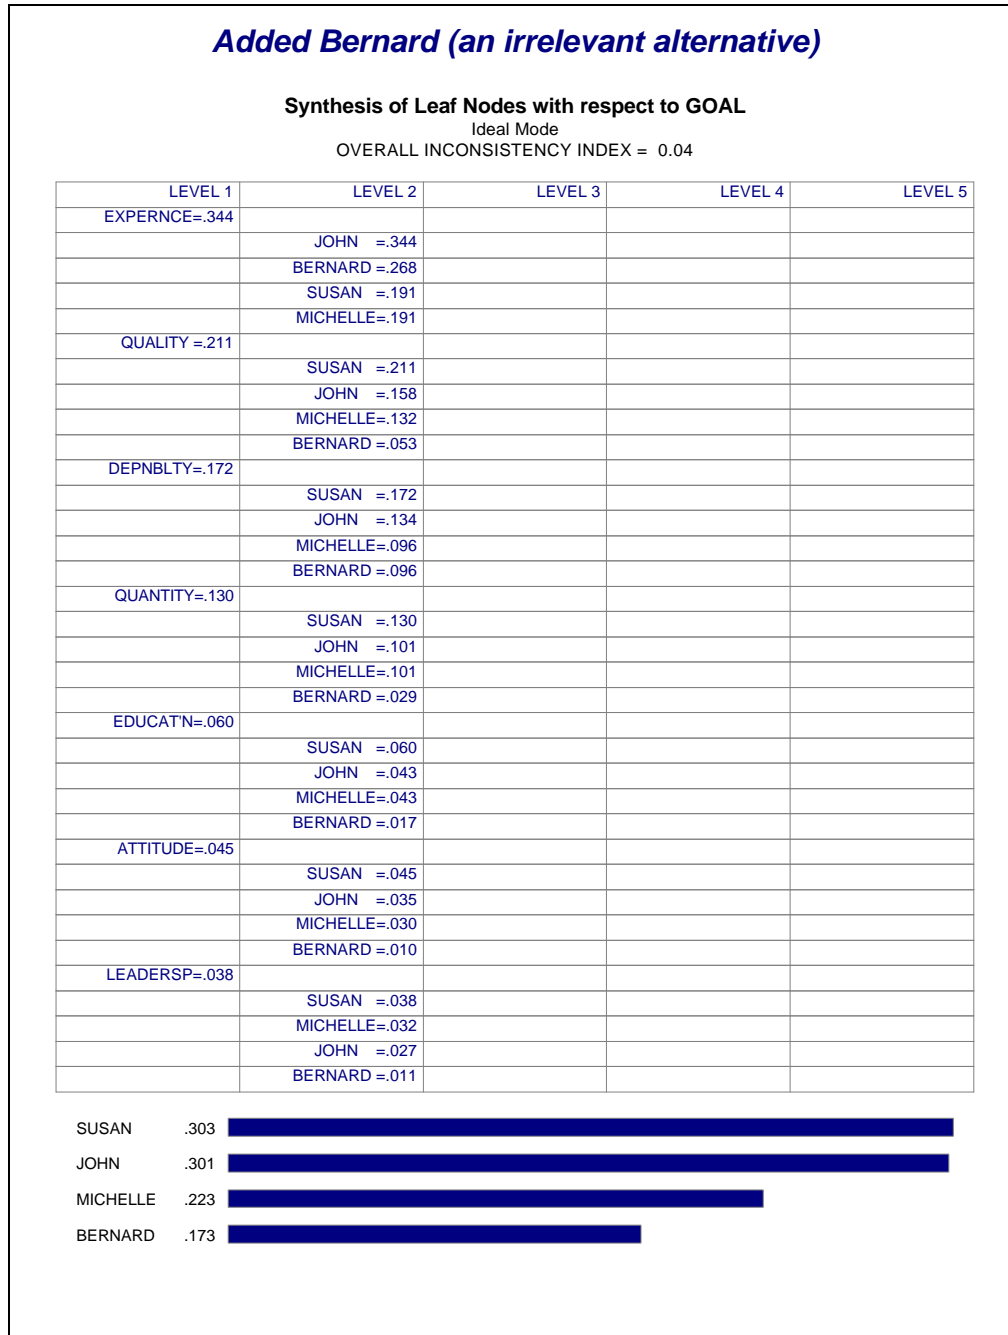 Added Bernard (an irrelevant alternative)
Synthesis of Leaf Nodes with respect to GOAL
Ideal Mode
OVERALL INCONSISTENCY INDEX = 0.04
LEVEL 1 LEVEL 2 LEVEL 3 LEVEL 4 LEVEL 5
EXPERNCE=.344
JOHN =.344
BERNARD =.268
SUSAN =.191
MICHELLE=.191
QUALITY =.211
SUSAN =.211
JOHN =.158
MICHELLE=.132
BERNARD =.053
DEPNBLTY=.172
SUSAN =.172
JOHN =.134
MICHELLE=.096
BERNARD =.096
QUANTITY=.130
SUSAN =.130
JOHN =.101
MICHELLE=.101
BERNARD =.029
EDUCAT'N=.060
SUSAN =.060
JOHN =.043
MICHELLE=.043
BERNARD =.017
ATTITUDE=.045
SUSAN =.045
JOHN =.035
MICHELLE=.030
BERNARD =.010
LEADERSP=.038
SUSAN =.038
MICHELLE=.032
JOHN =.027
BERNARD =.011
SUSAN .303
JOHN .301
MICHELLE .223
BERNARD .173